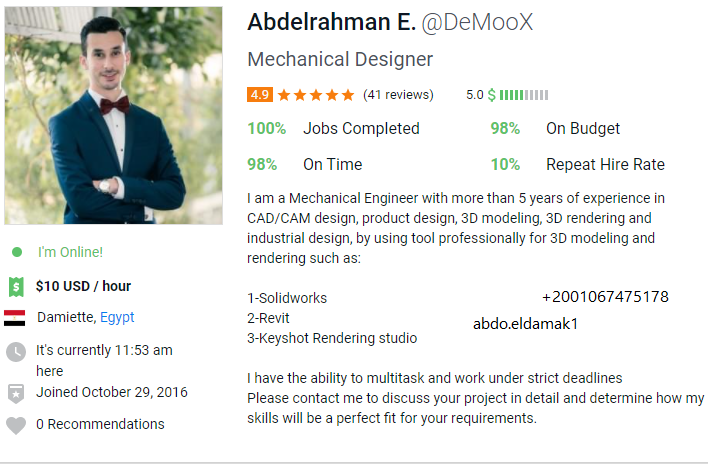 Abdelrahman E. @DeMooX
Mechanical Designer
4.9 (41 reviews) 5.0 $
100% Jobs Completed 98% On Budget
98% On Time 10% Repeat Hire Rate
I am a Mechanical Engineer with more than 5 years of experience in
CAD/CAM design, product design, 3D modeling, 3D rendering and
industrial design, by using tool professionally for 3D modeling and
rendering such as:
1-Solidworks
2-Revit
3-Keyshot Rendering studio
+2001067475178
abdo.eldamak1
I have the ability to multitask and work under strict deadlines
Please contact me to discuss your project in detail and determine how my
skills will be a perfect fit for your requirements.
I'm Online!
$ $10 USD / hour
Damiette, Egypt
It's currently 11:53 am
here
Joined October 29, 2016
0 Recommendations